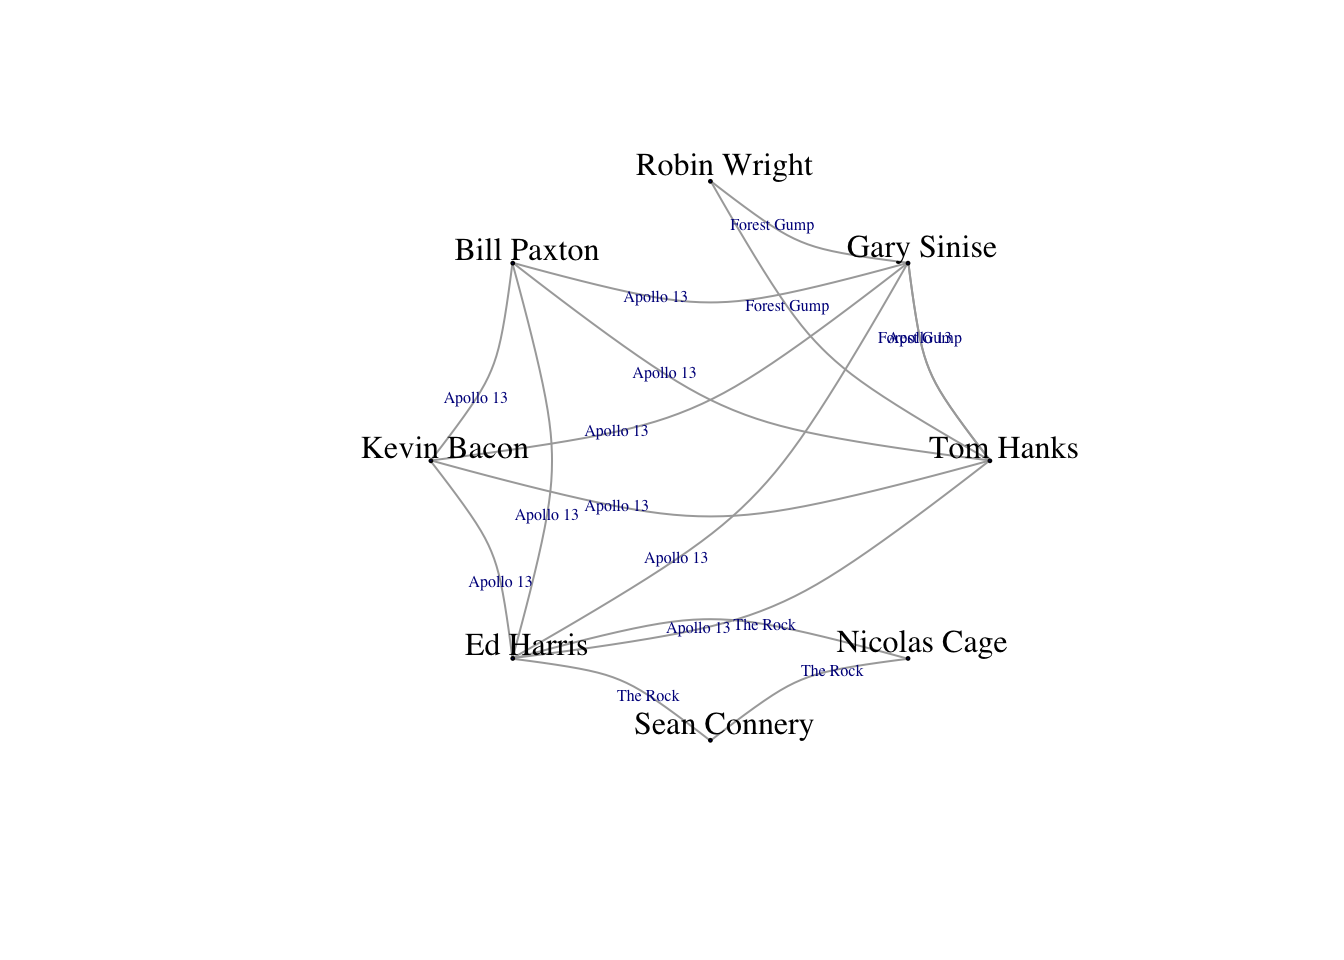 Robin Wright
Forest Gump
Bill Paxton
Gary Sinise
Apollo 13
Forest Gump
Forest Gump
Apollo 13
Apollo 13
Apollo 13
Apollo 13
Kevin Bacon
Tom Hanks
Apollo 13
Apollo 13
Apollo 13
Apollo 13
Ed Harris
Apollo 13
The Rock
Nicolas Cage
The Rock
The Rock
Sean Connery